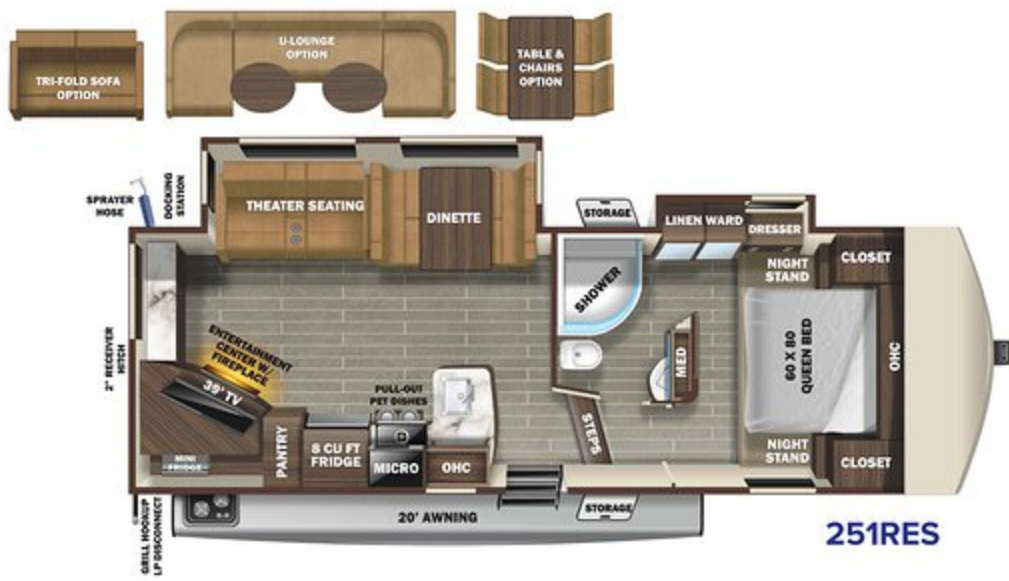 TRI-FOLD SOFA
OPTION
U-LOUNGE
OPTION
TABLE &
CHAIRS
OPTION
SPRAYER
HOSE
DOCKING
STATION
THEATER SEATING
DINETTE
STORAGE
LINEN WARD
DRESSER
NIGHT
STAND
CLOSET
SHOWER
2" RECEIVER
HITCH
ENTERTAINMENT
CENTER W/
FIREPLACE
39' TV
PULL-OUT
PET DISHES
MED
60 X 80
QUEEN BED
OHC
MINI
FRIDGE
PANTRY
8 CU FT
FRIDGE
MICRO
OHC
STEPS
NIGHT
STAND
CLOSET
GRILL HOOKUP
LP DISCONNECT
20' AWNING
STORAGE
251RES